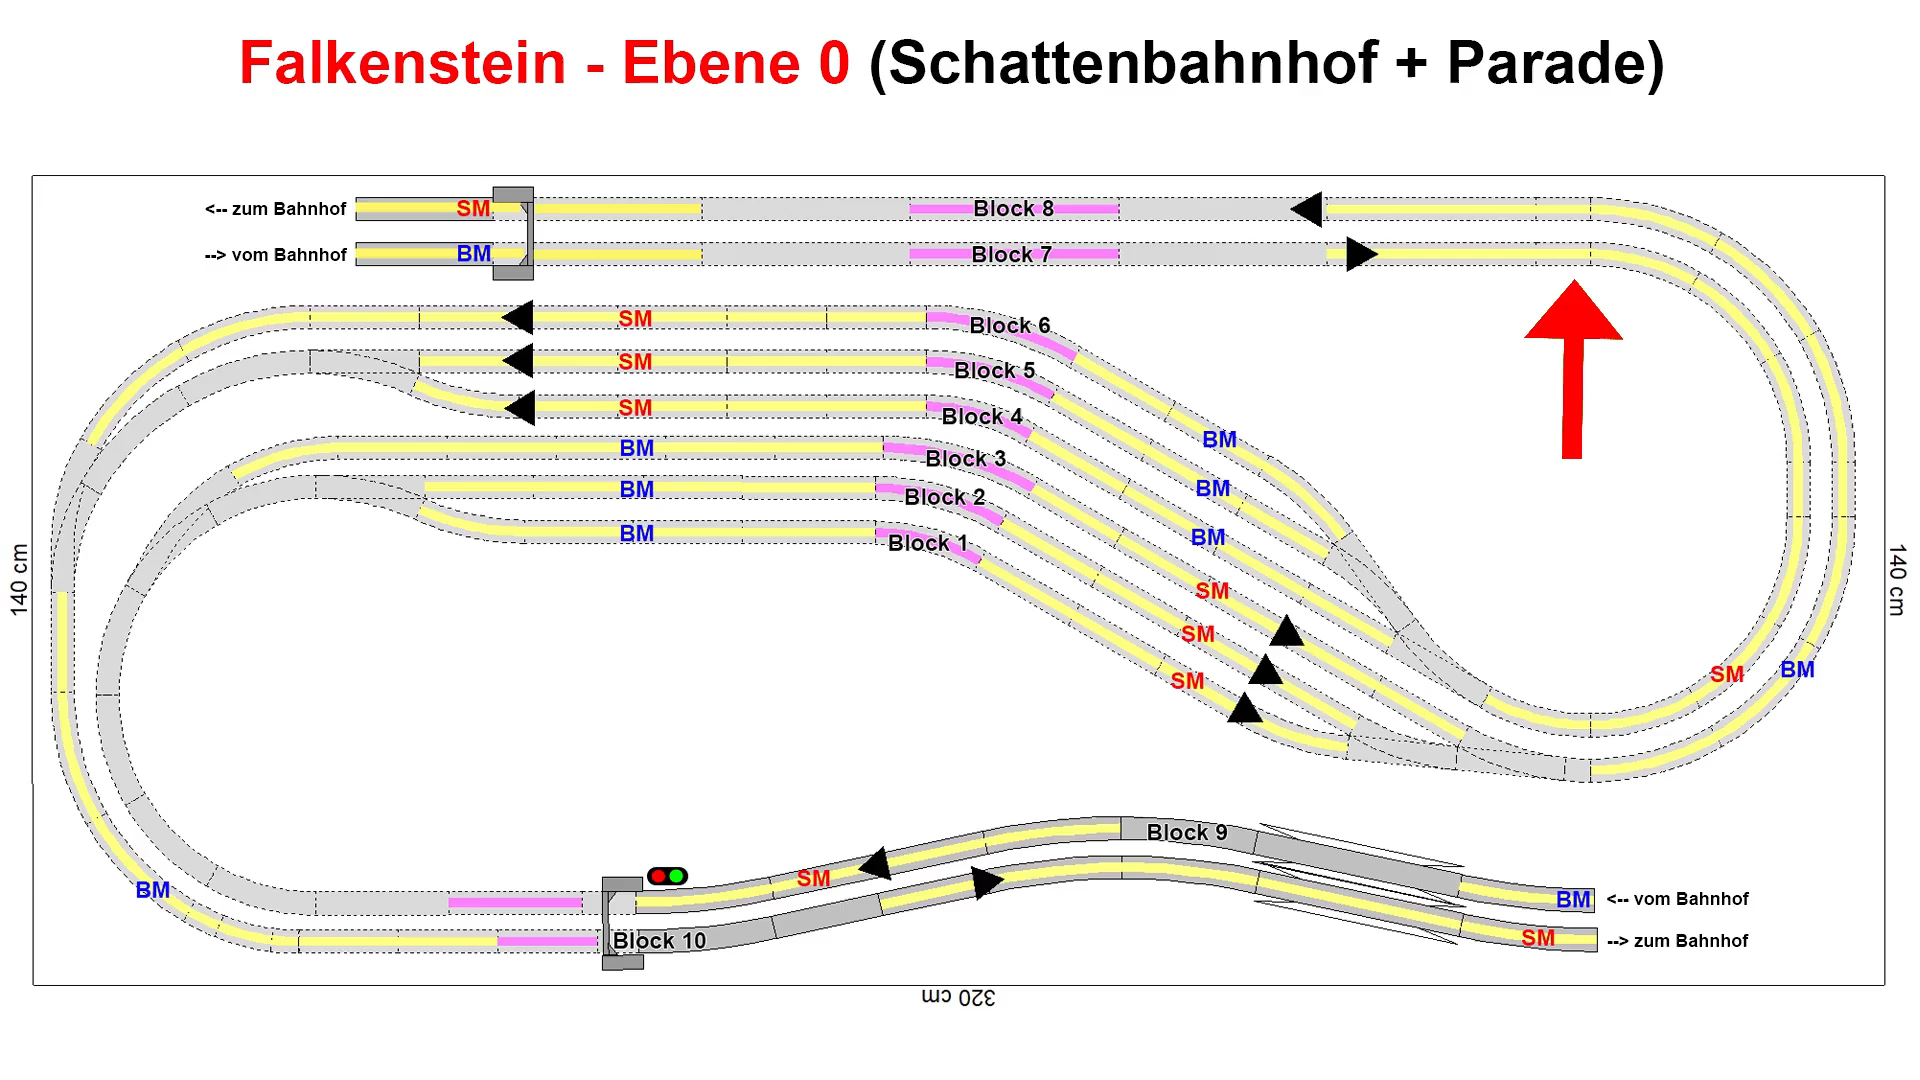 Falkenstein - Ebene 0 (Schattenbahnhof + Parade)
<-- zum Bahnhof SM Block 8
--> vom Bahnhof BM Block 7
SM Block 6
SM Block 5
SM Block 4
BM Block 3
BM Block 2
BM Block 1
BM
BM
BM
SM
SM
SM
SM BM
140 cm
140 cm
Block 9
SM
BM
BM <-- vom Bahnhof
Block 10
SM --> zum Bahnhof
320 cm